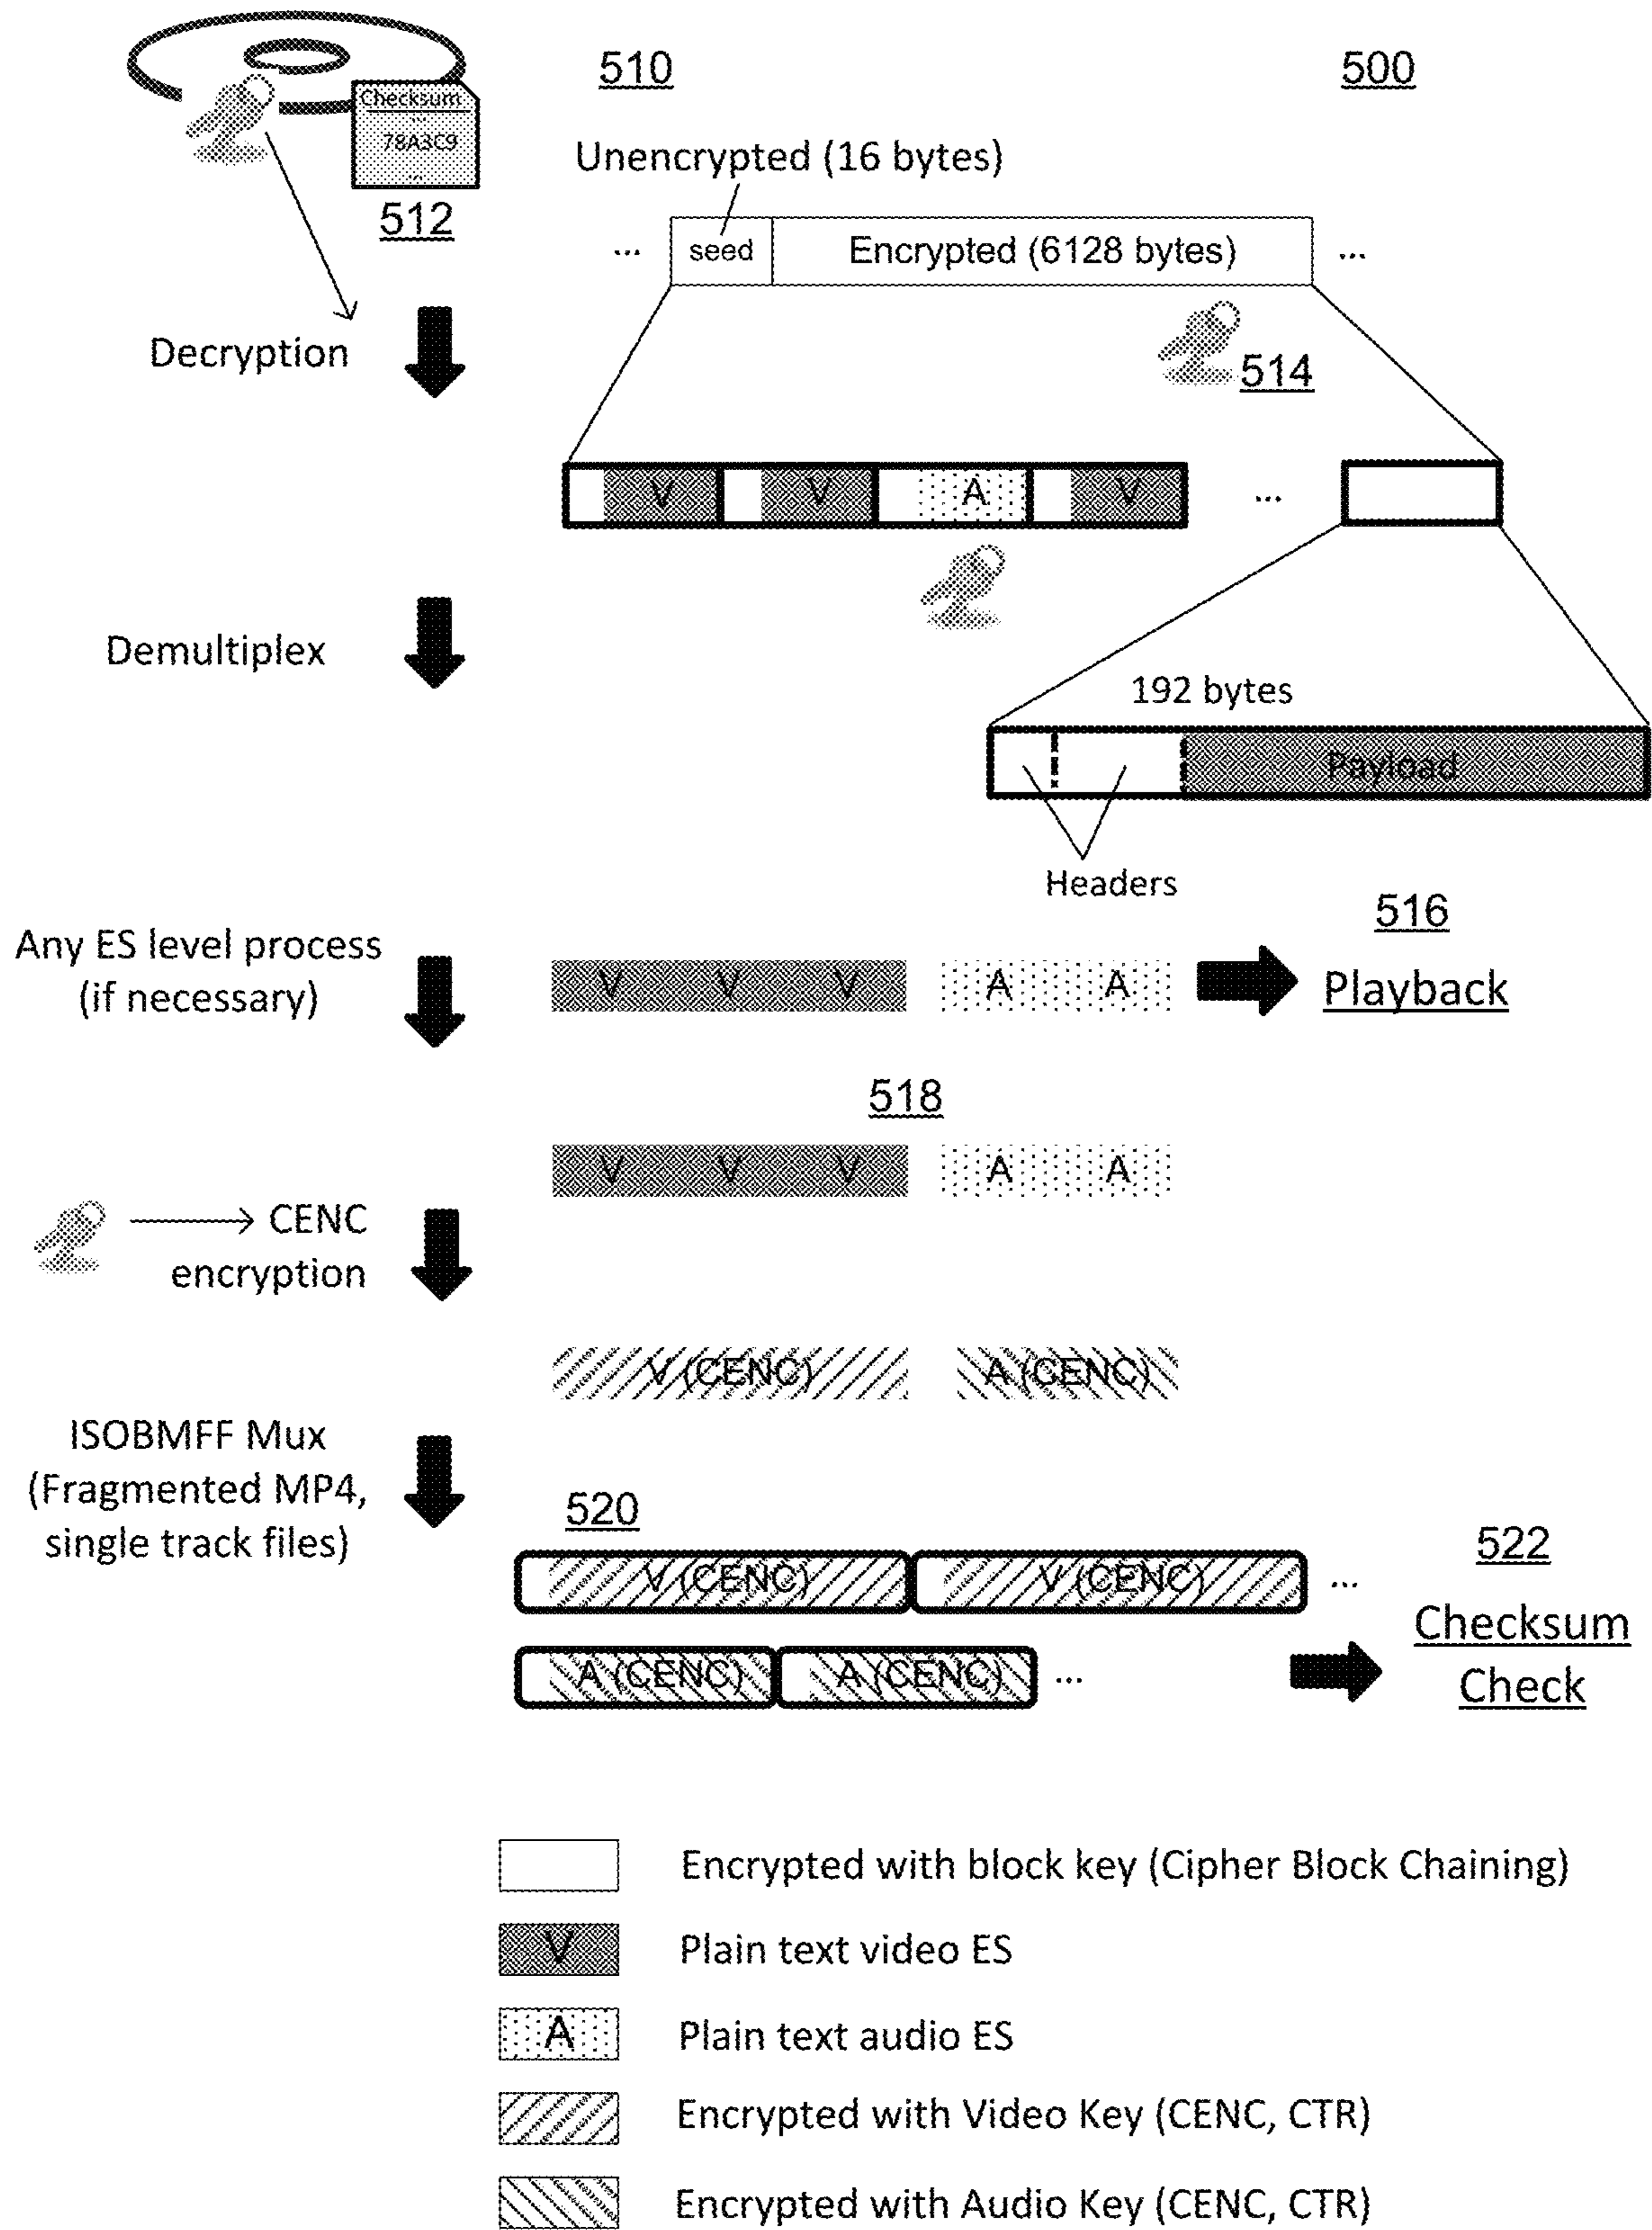 510
500
Checksum
...
78A3C9
...
512
Unencrypted (16 bytes)
...
seed
Encrypted (6128 bytes)
...
Decryption
514
V
V
A
V
...
Demultiplex
192 bytes
Payload
Headers
516
Any ES level process
(if necessary)
V V V
A A
Playback
518
V V V
A A
CENC
encryption
V (CENC)
A (CENC)
ISOBMFF Mux
(Fragmented MP4,
single track files)
520
522
V (CENC)
V (CENC)
...
Checksum
Check
A (CENC)
A (CENC)
...
Encrypted with block key (Cipher Block Chaining)
V
Plain text video ES
A
Plain text audio ES
Encrypted with Video Key (CENC, CTR)
Encrypted with Audio Key (CENC, CTR)